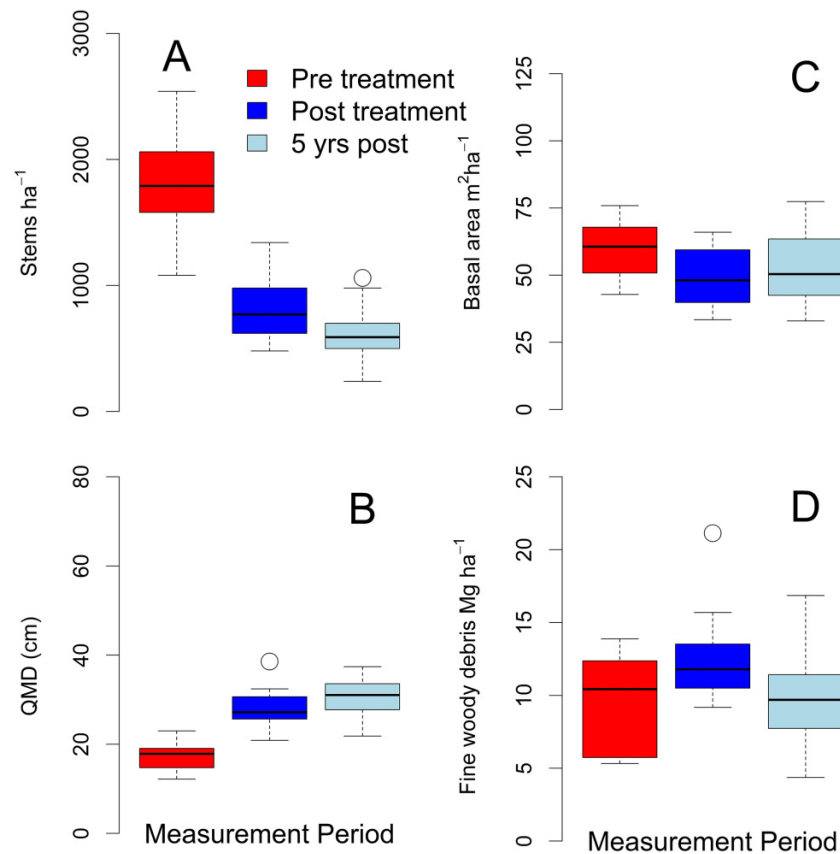 A
Pre treatment
Post treatment
5 yrs post
Stems ha⁻¹
3000
2000
1000
0
C
Basal area m²ha⁻¹
125
100
75
50
25
0
B
QMD (cm)
80
60
40
20
0
Measurement Period
D
Fine woody debris Mg ha⁻¹
25
20
15
10
5
0
Measurement Period